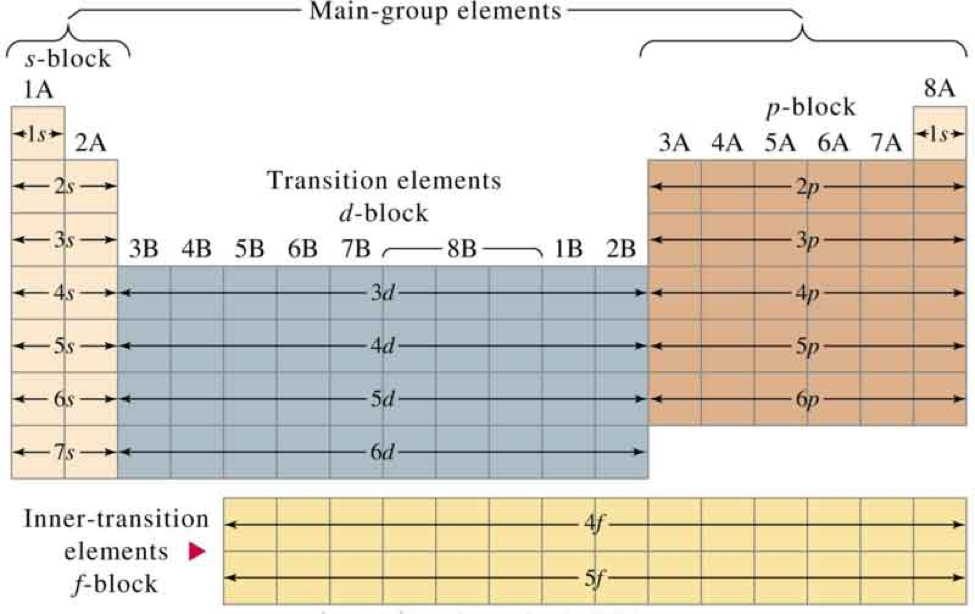 Main-group elements
s-block
1A
8A
p-block
1s
2A
3A 4A 5A 6A 7A
1s
2s
Transition elements
2p
d-block
3s
3B 4B 5B 6B 7B 8B 1B 2B
3p
4s
3d
4p
5s
4d
5p
6s
5d
6p
7s
6d
Inner-transition
4f
elements
f-block
5f